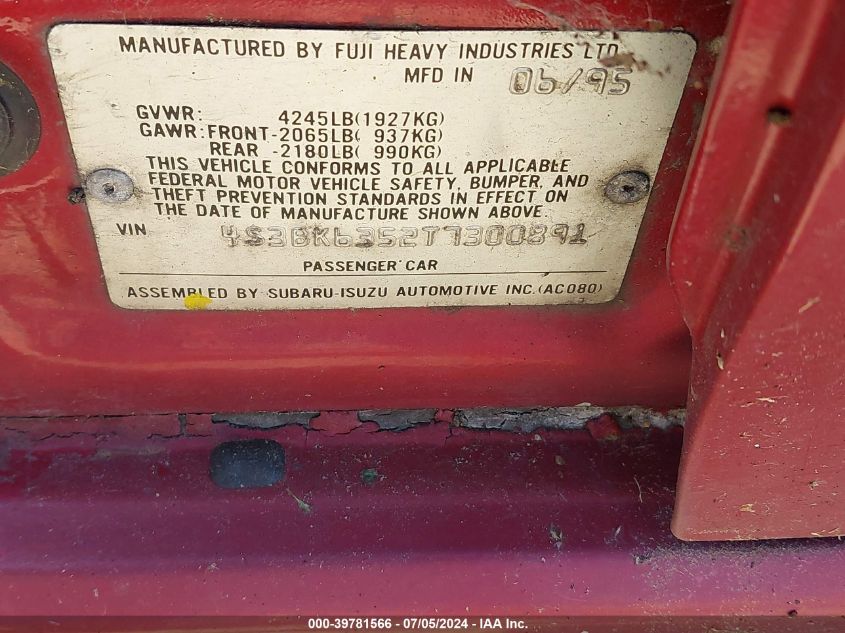 MANUFACTURED BY FUJI HEAVY INDUSTRIES LTD
MFD IN 06/95
GVWR: 4245LB(1927KG)
GAWR:FRONT-2065LB( 937KG)
REAR -2180LB( 990KG)
THIS VEHICLE CONFORMS TO ALL APPLICABLE
FEDERAL MOTOR VEHICLE SAFETY, BUMPER, AND
THEFT PREVENTION STANDARDS IN EFFECT ON
THE DATE OF MANUFACTURE SHOWN ABOVE.
VIN 4S3BK6352T7300891
PASSENGER CAR
ASSEMBLED BY SUBARU-ISUZU AUTOMOTIVE INC.(AC080)
000-39781566 - 07/05/2024 - IAA Inc.